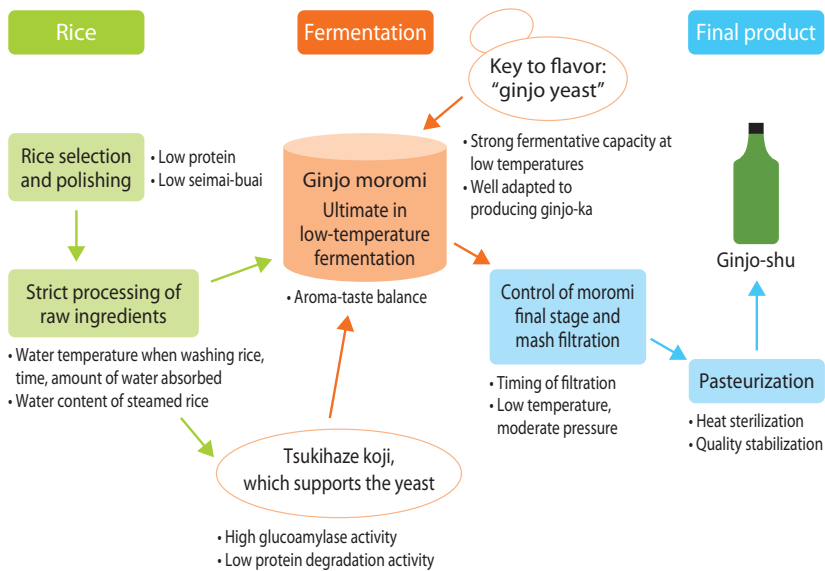 Rice
Fermentation
Final product
Key to flavor:
“ginjo yeast”
• Strong fermentative capacity at
low temperatures
• Well adapted to
producing ginjo-ka
Rice selection
and polishing
• Low protein
• Low seimai-buai
Ginjo moromi
Ultimate in
low-temperature
fermentation
• Aroma-taste balance
Strict processing of
raw ingredients
• Water temperature when washing rice,
time, amount of water absorbed
• Water content of steamed rice
Tsukihaze koji,
which supports the yeast
• High glucoamylase activity
• Low protein degradation activity
Control of moromi
final stage and
mash filtration
• Timing of filtration
• Low temperature,
moderate pressure
Pasteurization
• Heat sterilization
• Quality stabilization
Ginjo-shu